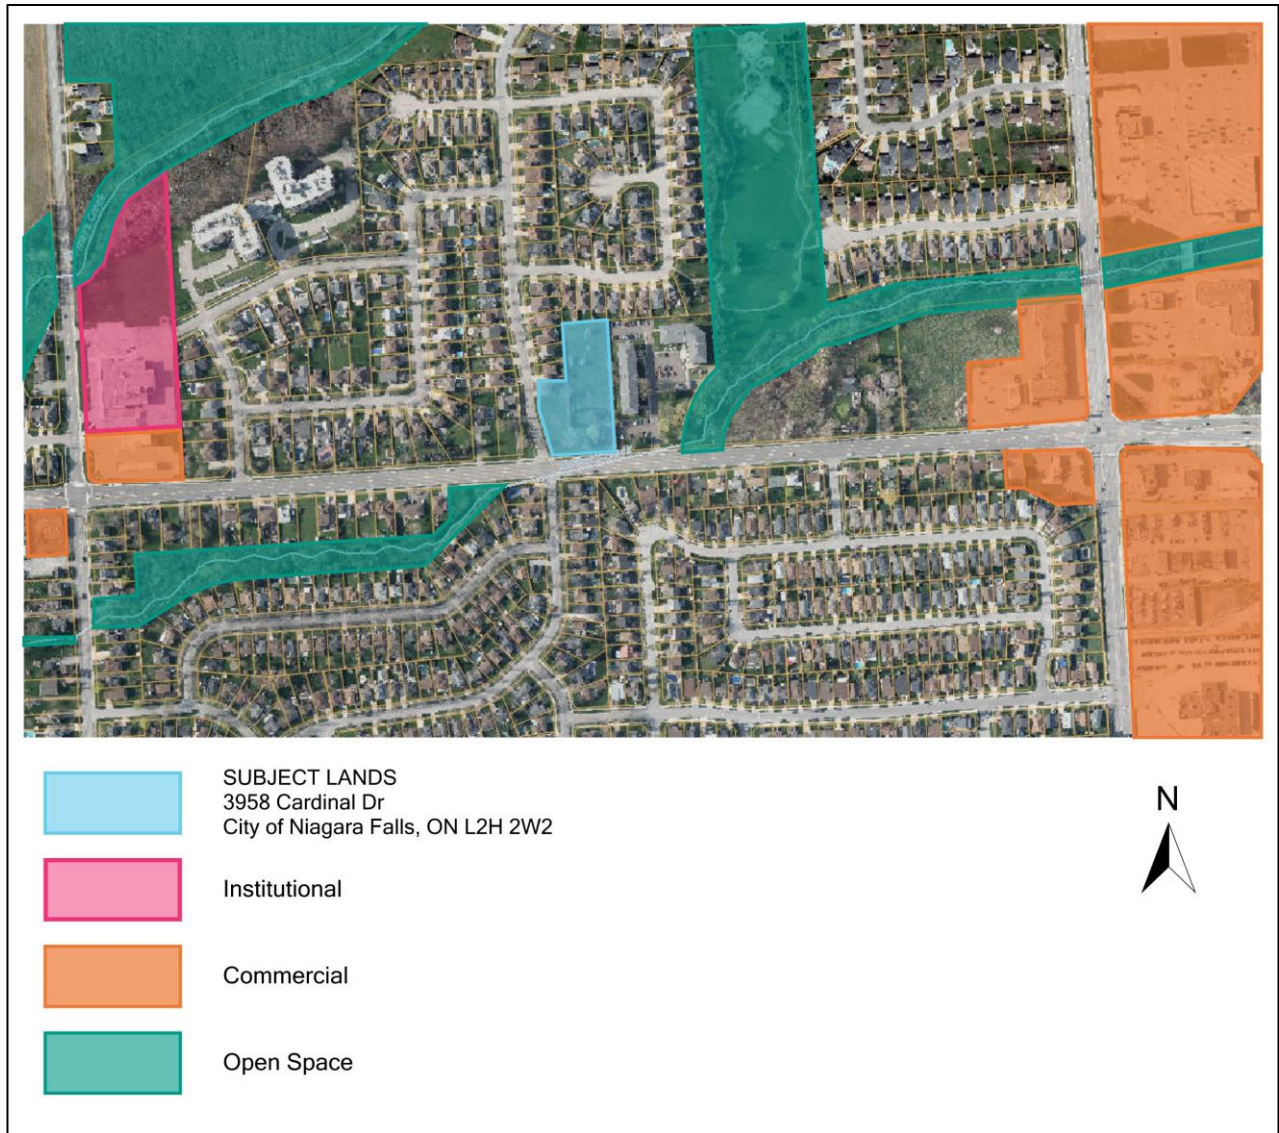 SUBJECT LANDS
3958 Cardinal Dr
City of Niagara Falls, ON L2H 2W2
N
Institutional
Commercial
Open Space